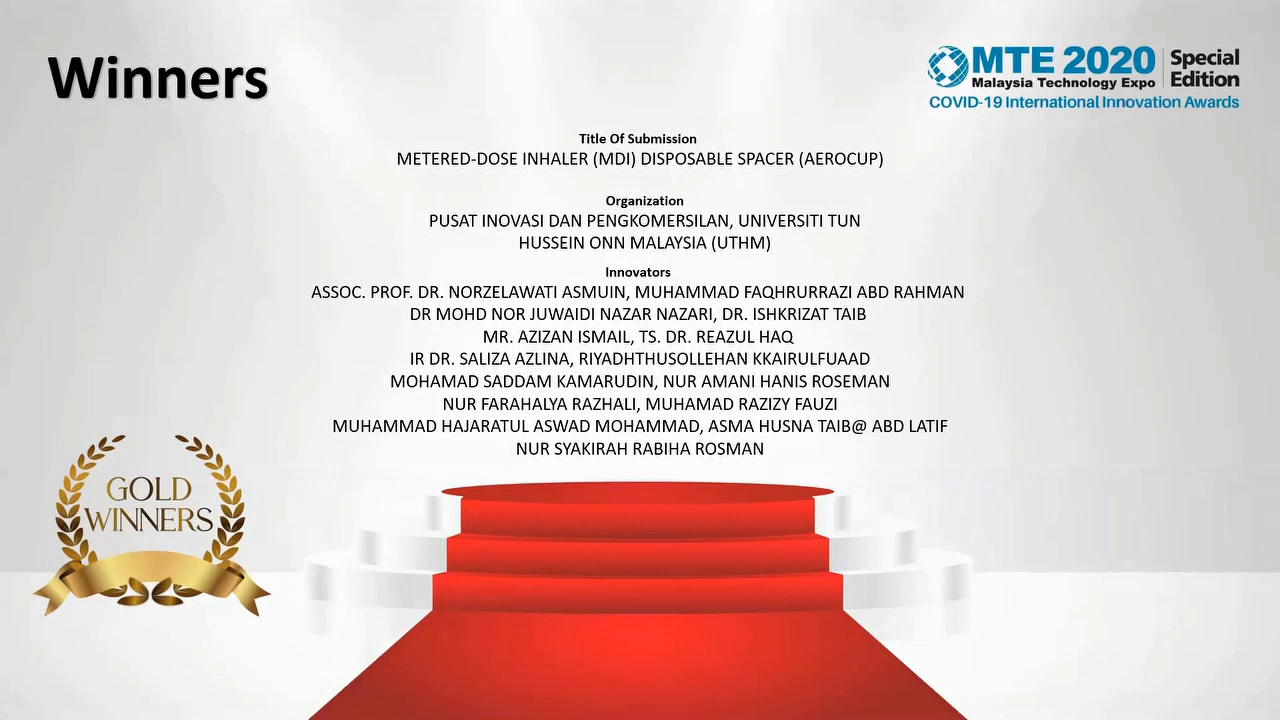 Winners
MTE 2020
Malaysia Technology Expo
Special
Edition
COVID-19 International Innovation Awards
Title Of Submission
METERED-DOSE INHALER (MDI) DISPOSABLE SPACER (AEROCUP)
Organization
PUSAT INOVASI DAN PENGKOMERSILAN, UNIVERSITI TUN
HUSSEIN ONN MALAYSIA (UTHM)
Innovators
ASSOC. PROF. DR. NORZELAWATI ASMUIN, MUHAMMAD FAQHRURRAZI ABD RAHMAN
DR MOHD NOR JUWAIDI NAZAR NAZARI, DR. ISHKRIZAT TAIB
MR. AZIZAN ISMAIL, TS. DR. REAZUL HAQ
IR DR. SALIZA AZLINA, RIYADHTHUSOLLEHAN KKAIRULFUAAD
MOHAMAD SADDAM KAMARUDIN, NUR AMANI HANIS ROSEMAN
NUR FARAHALYA RAZHALI, MUHAMAD RAZIZY FAUZI
MUHAMMAD HAJARATUL ASWAD MOHAMMAD, ASMA HUSNA TAIB@ ABD LATIF
NUR SYAKIRAH RABIHA ROSMAN
GOLD
WINNERS